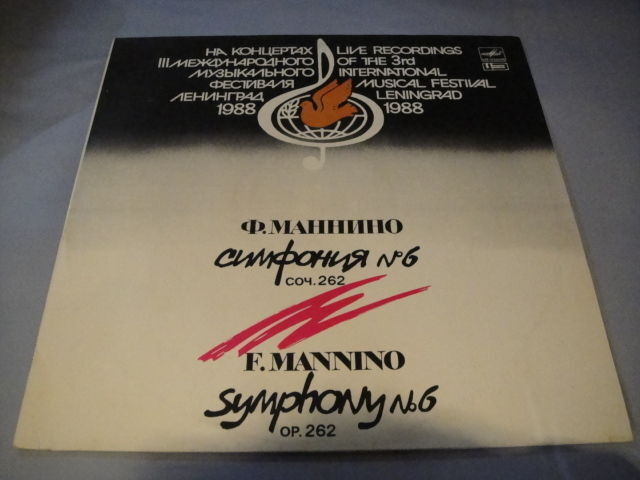 НА КОНЦЕРТАХ
III МЕЖДУНАРОДНОГО
МУЗЫКАЛЬНОГО
ФЕСТИВАЛЯ
ЛЕНИНГРАД
1988
LIVE RECORDINGS
OF THE 3rd
INTERNATIONAL
MUSICAL FESTIVAL
LENINGRAD
1988
Ф. МАННИНО
симфония №6
СОЧ. 262
F. MANNINO
symphony №6
OP. 262